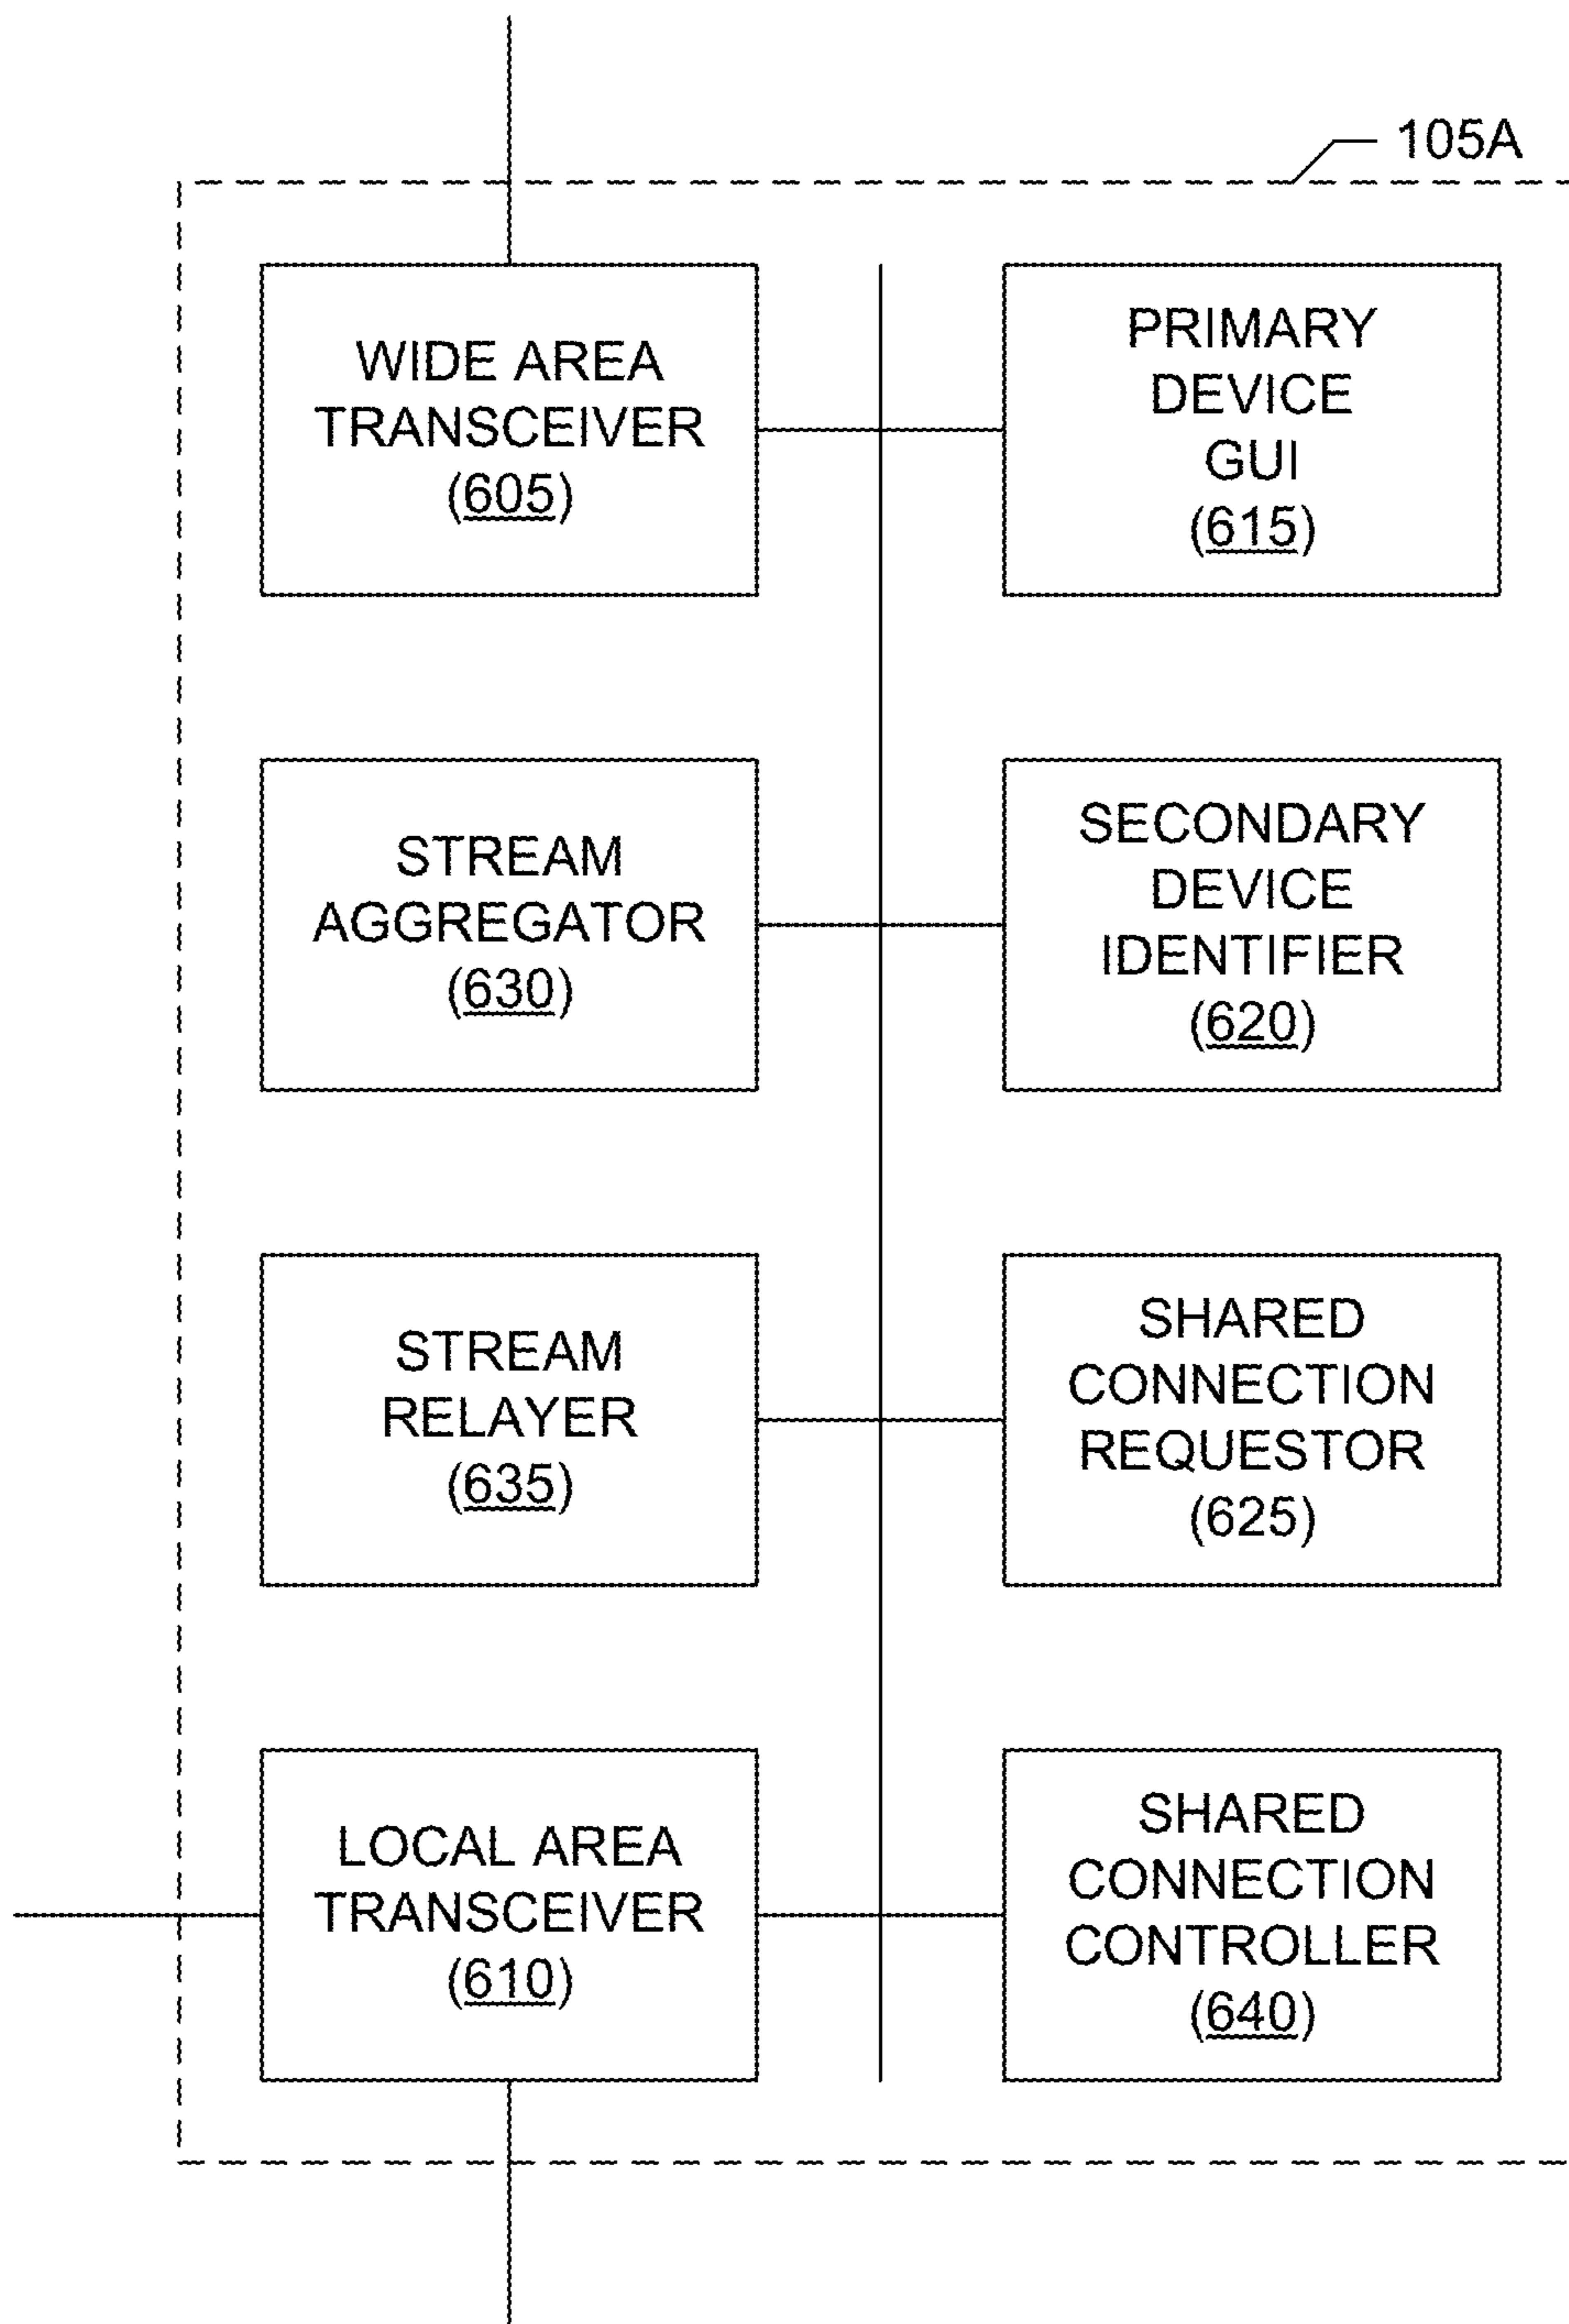 105A
WIDE AREA
TRANSCEIVER
(605)
PRIMARY
DEVICE
GUI
(615)
STREAM
AGGREGATOR
(630)
SECONDARY
DEVICE
IDENTIFIER
(620)
STREAM
RELAYER
(635)
SHARED
CONNECTION
REQUESTOR
(625)
LOCAL AREA
TRANSCEIVER
(610)
SHARED
CONNECTION
CONTROLLER
(640)